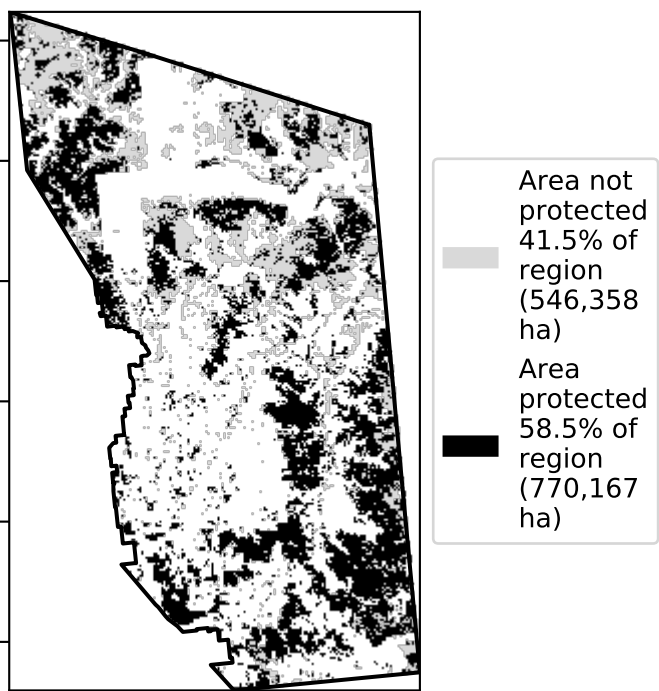 Area not
protected
41.5% of
region
(546,358
ha)
Area
protected
58.5% of
region
(770,167
ha)